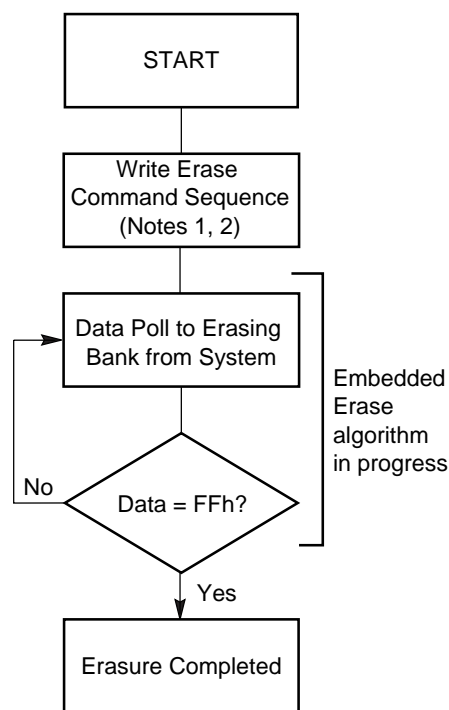 START
Write Erase
Command Sequence
(Notes 1, 2)
Data Poll to Erasing
Bank from System
Embedded
Erase
algorithm
in progress
No
Data = FFh?
Yes
Erasure Completed